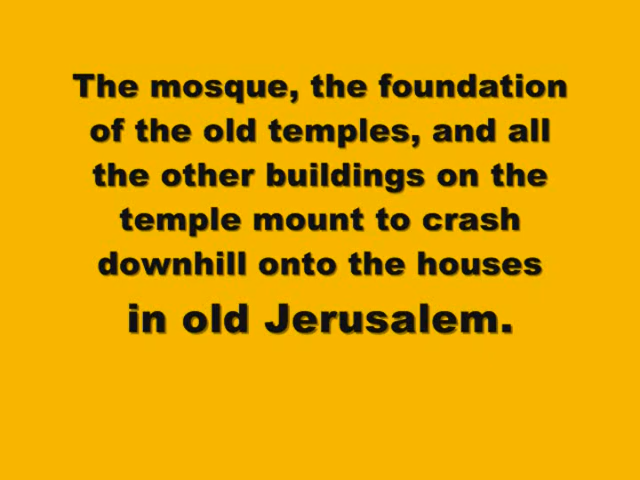 The mosque, the foundation
of the old temples, and all
the other buildings on the
temple mount to crash
downhill onto the houses
in old Jerusalem.